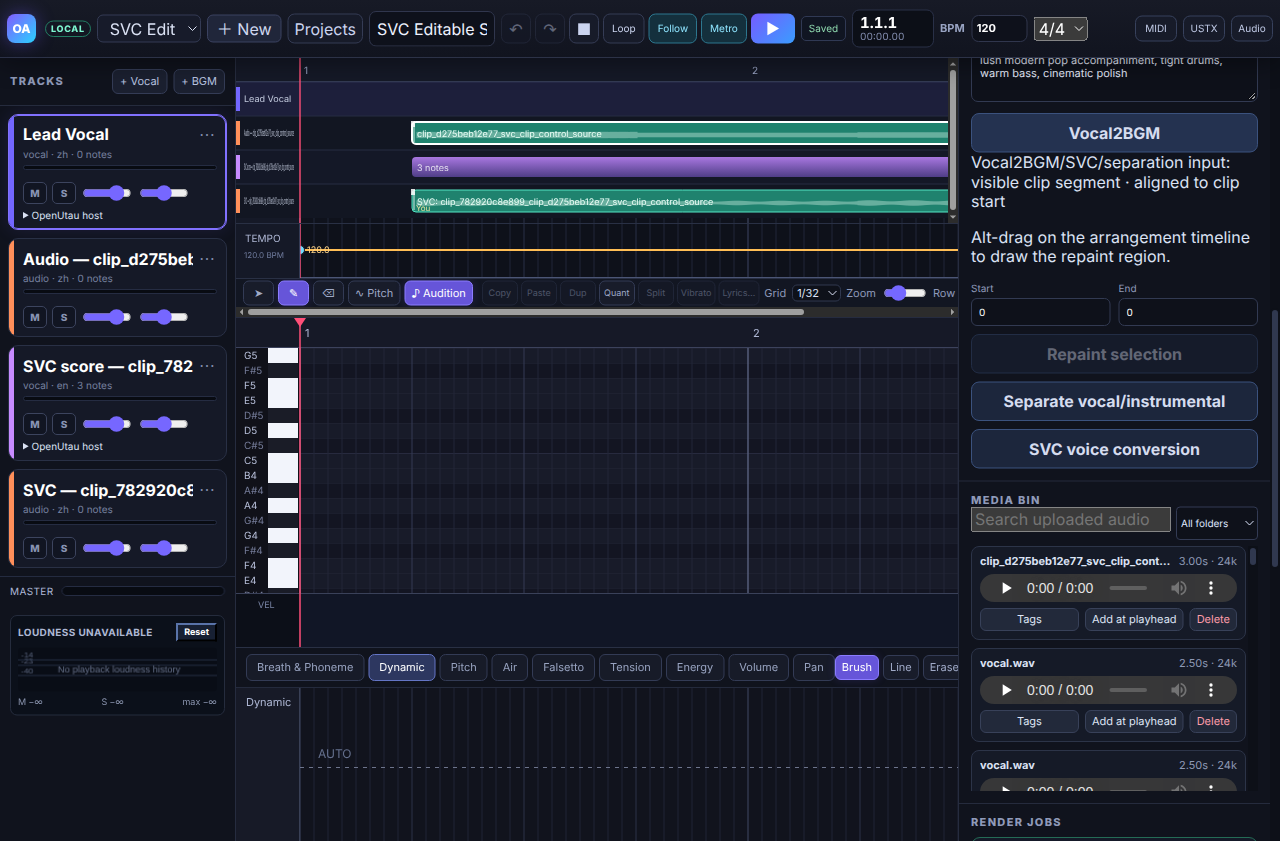 OA LOCAL SVC Edit + New Projects SVC Editable S Loop Follow Metro Saved 1.1.1 00:00.00 BPM 120 4/4 MIDI USTX Audio
TRACKS + Vocal + BGM
Lead Vocal ···
vocal · zh · 0 notes
M S
OpenUtau host
Audio — clip_d275beb ···
audio · zh · 0 notes
M S
SVC score — clip_782 ···
vocal · en · 3 notes
M S
OpenUtau host
SVC — clip_782920c8 ···
audio · zh · 0 notes
M S
MASTER
LOUDNESS UNAVAILABLE Reset
-14
-23
-40
No playback loudness history
M −∞ S −∞ max −∞
1 2
Lead Vocal
clip_d275beb12e77_svc_clip_control_source
3 notes
SVC: clip_782920c8e899_clip_d275beb12e77_svc_clip_control_source
You
TEMPO
120.0 BPM
120.0
Pitch Audition Copy Paste Dup Quant Split Vibrato Lyrics... Grid 1/32 Zoom Row
1 2
G5
F#5
F5
E5
D#5
D5
C#5
C5
B4
A#4
A4
G#4
G4
F#4
F4
E4
VEL
Breath & Phoneme Dynamic Pitch Air Falsetto Tension Energy Volume Pan Brush Line Erase
Dynamic
AUTO
lush modern pop accompaniment, tight drums,
warm bass, cinematic polish
Vocal2BGM
Vocal2BGM/SVC/separation input:
visible clip segment · aligned to clip
start
Alt-drag on the arrangement timeline
to draw the repaint region.
Start End
0 0
Repaint selection
Separate vocal/instrumental
SVC voice conversion
MEDIA BIN
Search uploaded audio All folders
clip_d275beb12e77_svc_clip_cont... 3.00s · 24k
0:00 / 0:00
Tags Add at playhead Delete
vocal.wav 2.50s · 24k
0:00 / 0:00
Tags Add at playhead Delete
vocal.wav 2.50s · 24k
0:00 / 0:00
RENDER JOBS